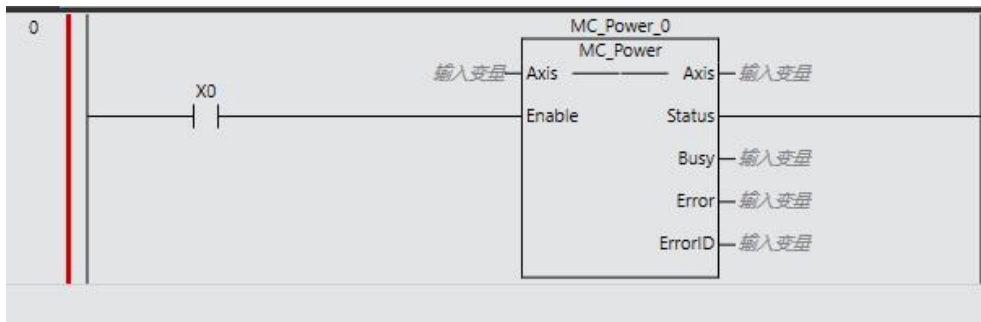 0
MC_Power_0
MC_Power
输入变量 Axis Axis 输入变量
X0
Enable Status
Busy 输入变量
Error 输入变量
ErrorID 输入变量